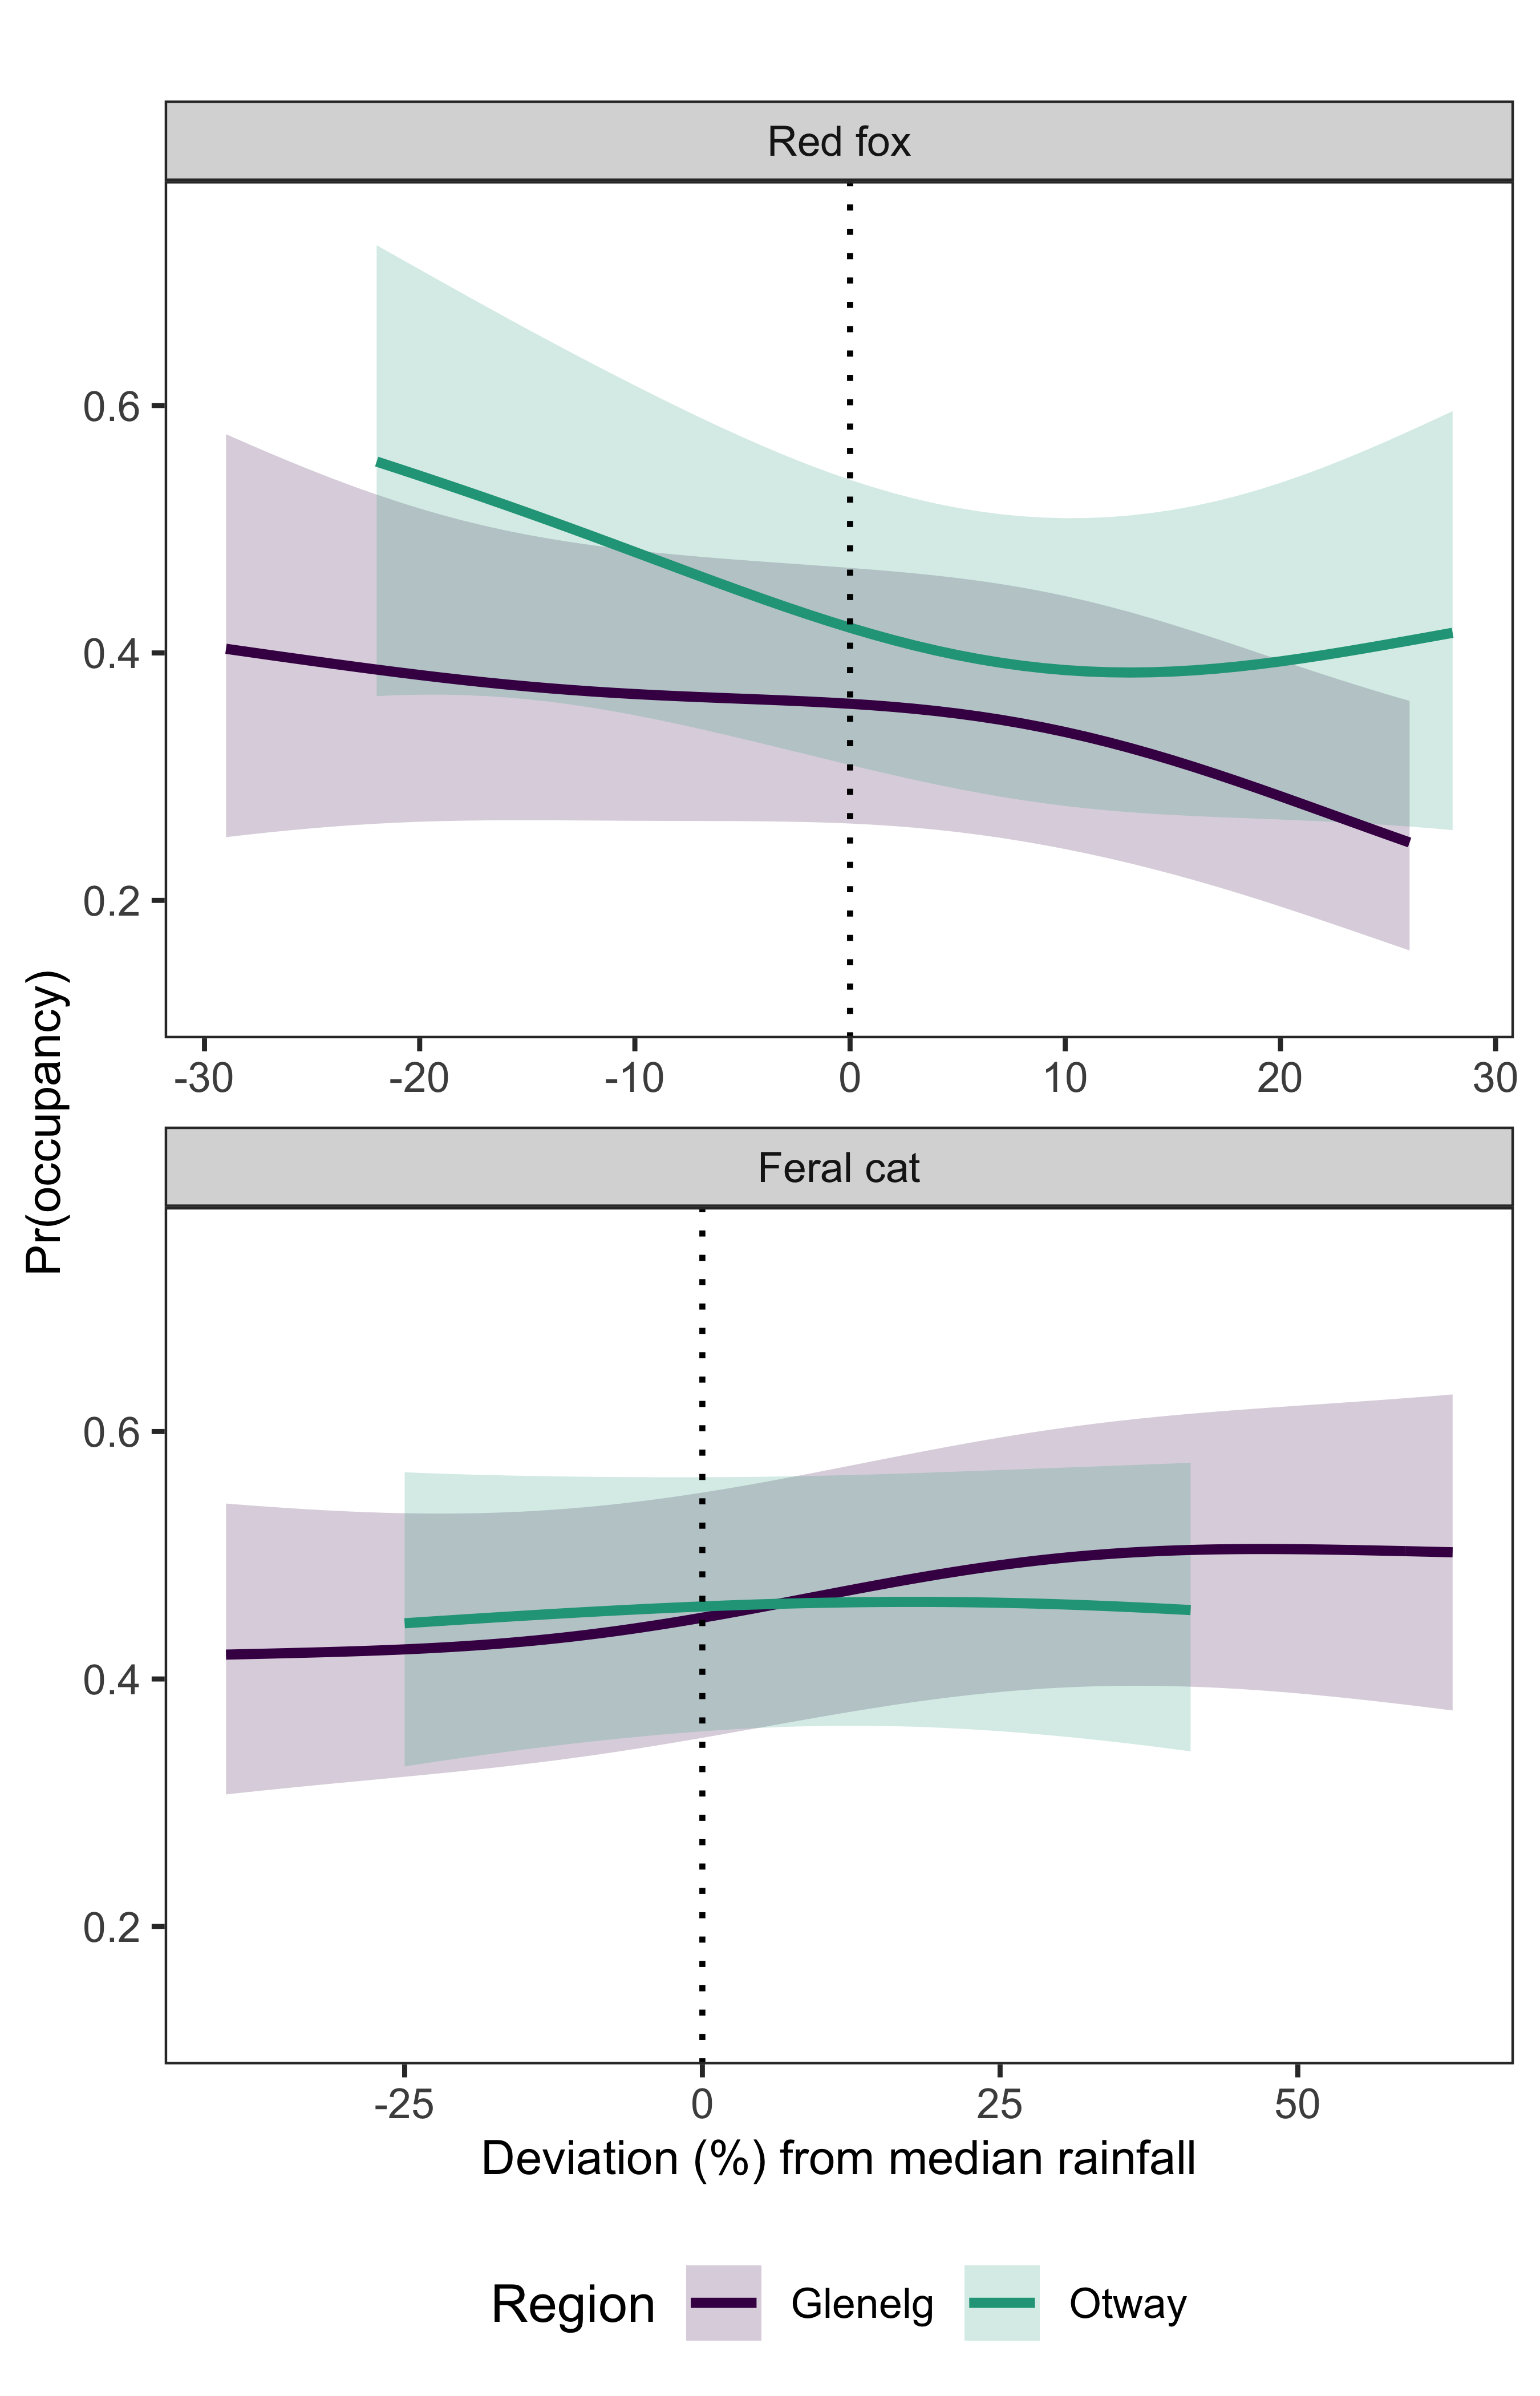 Red fox
0.6
0.4
0.2
-30 -20 -10 0 10 20 30
Pr(occupancy)
Feral cat
0.6
0.4
0.2
-25 0 25 50
Deviation (%) from median rainfall
Region Glenelg Otway